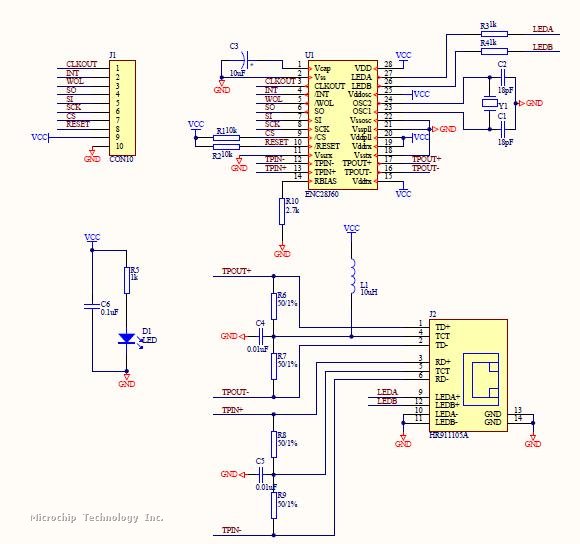 R3 1k LEDA
R4 1k LEDB
J1
CLKOUT 1
INT 2
WOL 3
SO 4
SI 5
SCK 6
CS 7
RESET 8
VCC 9
GND 10
CON10
C3
10uF
GND
U1
1 Vcap VDD 28 VCC
2 Vss LEDA 27
CLKOUT 3 CLKOUT LEDB 26
INT 4 /INT Vddosc 25 VCC
WOL 5 /WOL OSC2 24
SO 6 SO OSC1 23
SI 7 SI Vssosc 22
SCK 8 SCK Vsspll 21 GND
CS 9 /CS Vddpll 20 VCC
RESET 10 /RESET Vddrx 19
GND 11 Vssrx Vsstx 18
TPIN- 12 TPIN- TPOUT+ 17 TPOUT+
TPIN+ 13 TPIN+ TPOUT- 16 TPOUT-
14 RBIAS Vddtx 15
ENC28J60 VCC
VCC
R1 10k
R2 10k
C2
18pF
Y1
GND
C1
18pF
R10
2.7k
GND
VCC
R5
1k
C6
0.1uF
D1
LED
GND
VCC
L1
10uH
TPOUT+
R6
50/1%
C4
GND
0.01uF
R7
50/1%
TPOUT-
TPIN+
R8
50/1%
C5
GND
0.01uF
R9
50/1%
TPIN-
J2
1 TD+
4 TCT
2 TD-
3 RD+
5 TCT
6 RD-
LEDA 9 LEDA+
LEDB 12 LEDB+
10 LEDA- GND 13
11 LEDB- GND 14
GND HR911105A GND
Microchip Technology Inc.